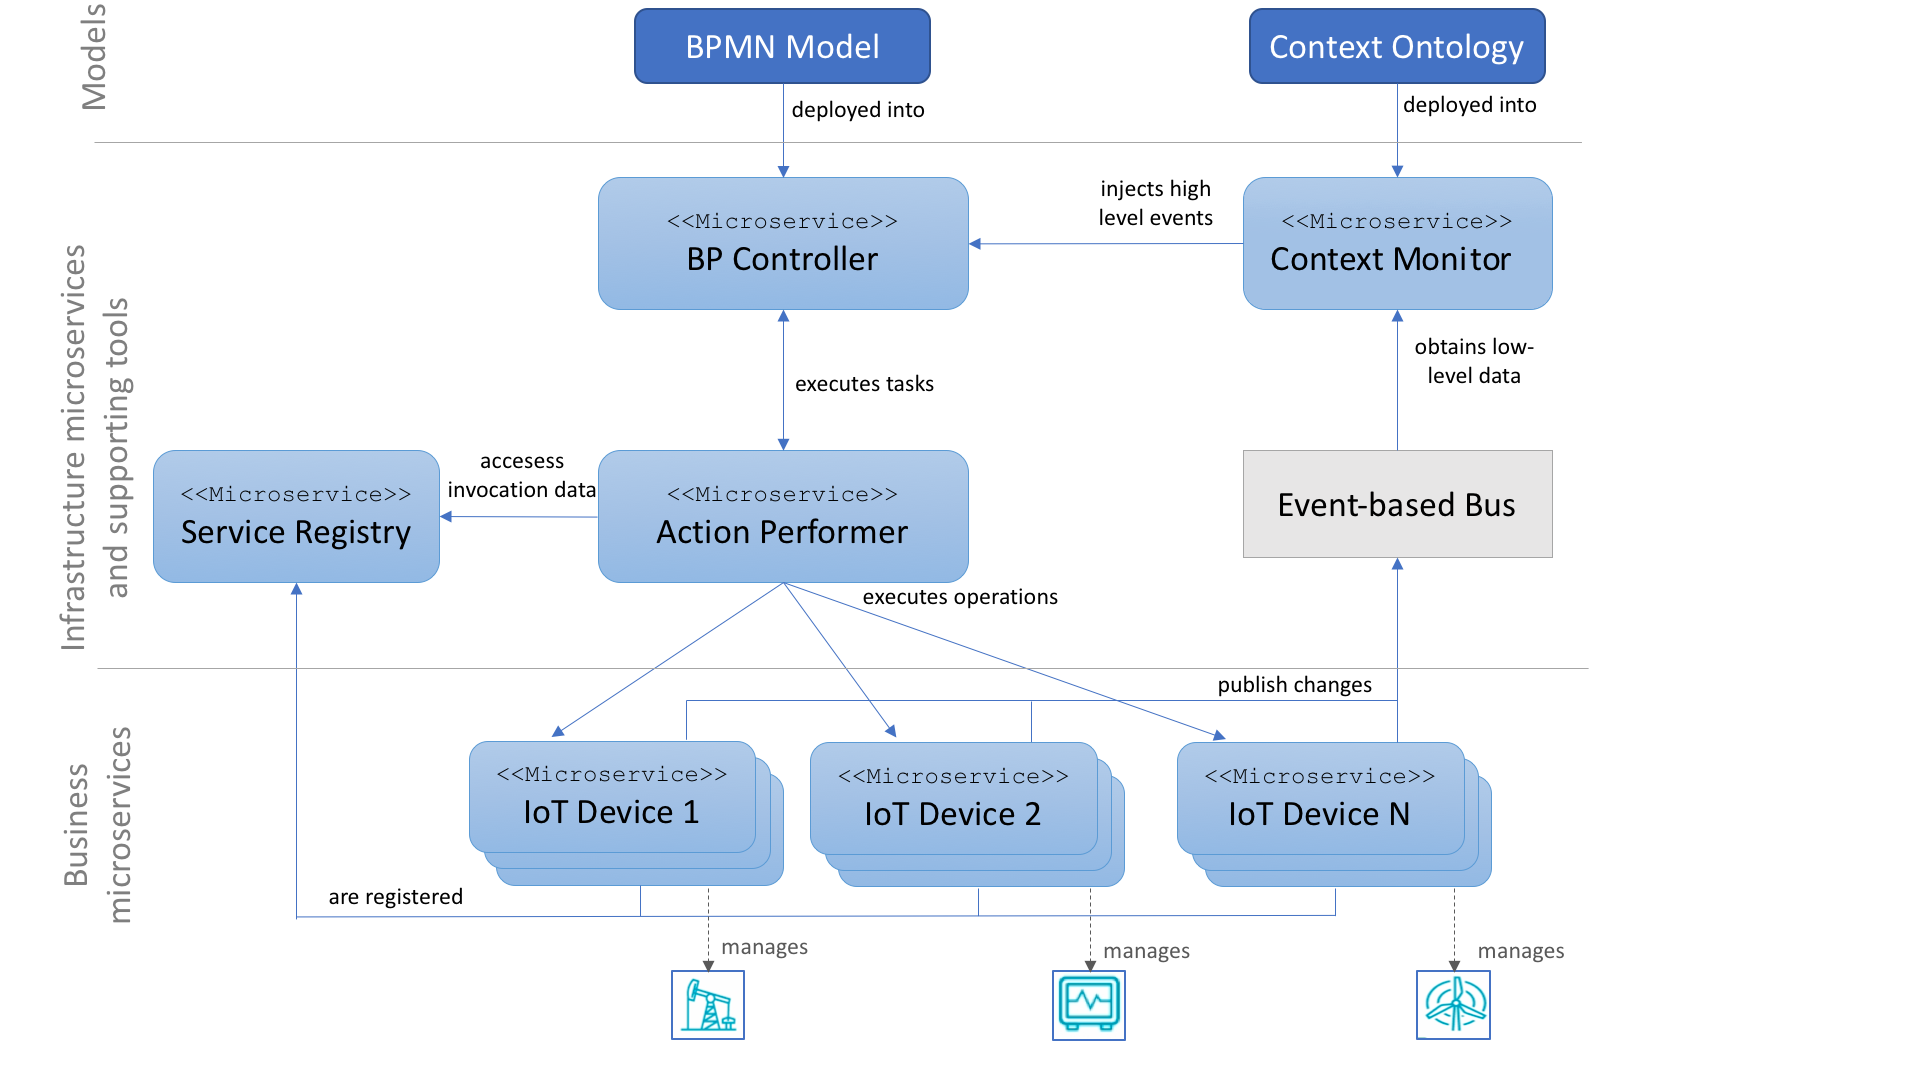 Models
BPMN Model
Context Ontology
deployed into
deployed into
Infrastructure microservices
and supporting tools
<<Microservice>>
BP Controller
injects high
level events
<<Microservice>>
Context Monitor
executes tasks
obtains low-
level data
<<Microservice>>
Service Registry
accesess
invocation data
<<Microservice>>
Action Performer
Event-based Bus
executes operations
publish changes
Business
microservices
<<Microservice>>
IoT Device 1
<<Microservice>>
IoT Device 2
<<Microservice>>
IoT Device N
are registered
manages
manages
manages